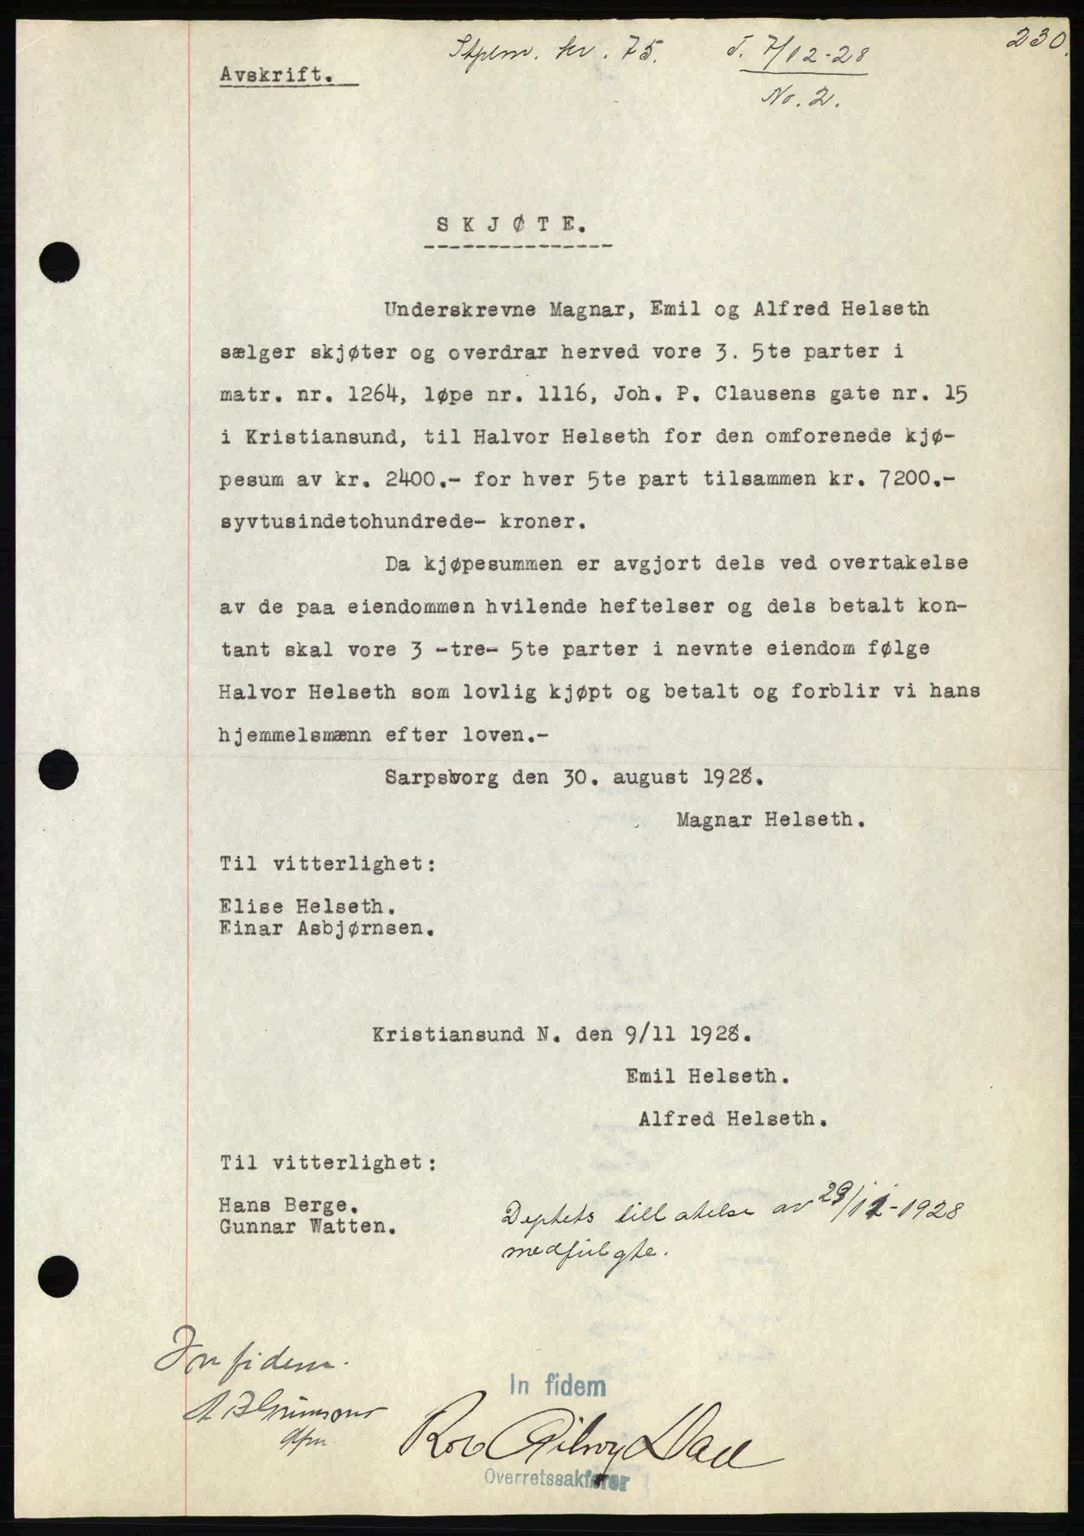 230.
Stplm. kr. 75.
T. 7/12-28
No. 2.
Avskrift.
SKJØTE.
Underskrevne Magnar, Emil og Alfred Helseth
sælger skjøter og overdrar herved vore 3. 5te parter i
matr. nr. 1264, løpe nr. 1116, Joh. P. Clausens gate nr. 15
i Kristiansund, til Halvor Helseth for den omforenede kjø-
pesum av kr. 2400.- for hver 5te part tilsammen kr. 7200.-
syvtusindetohundrede- kroner.
Da kjøpesummen er avgjort dels ved overtakelse
av de paa eiendommen hvilende heftelser og dels betalt kon-
tant skal vore 3 -tre- 5te parter i nevnte eiendom følge
Halvor Helseth som lovlig kjøpt og betalt og forblir vi hans
hjemmelsmænn efter loven.-
Sarpsborg den 30. august 1928.
Magnar Helseth.
Til vitterlighet:
Elise Helseth.
Einar Asbjørnsen.
Kristiansund N. den 9/11 1928.
Emil Helseth.
Alfred Helseth.
Til vitterlighet:
Hans Berge.
Gunnar Watten.
Deptets tillatelse av 29/11-1928
medfulgte.
In fidem.
In fidem
Overretssakfører